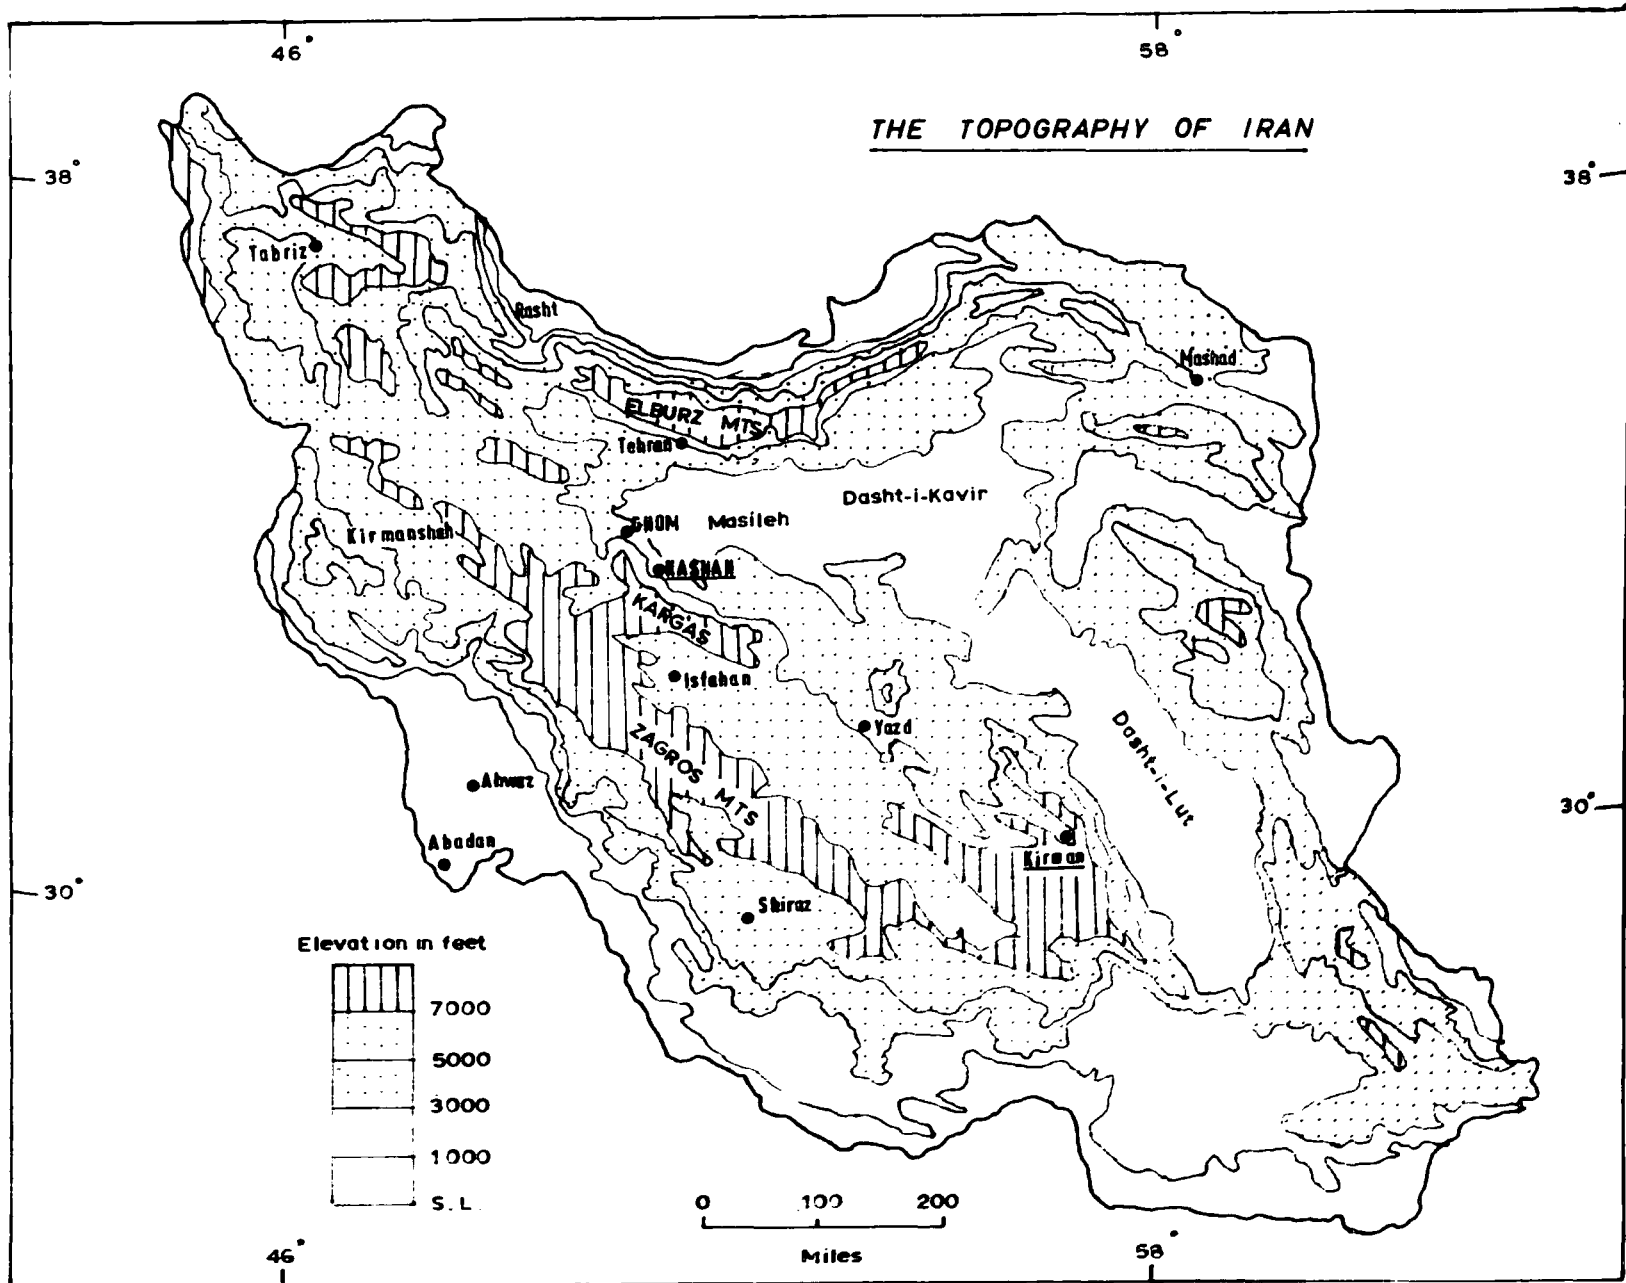 46°
58°
THE TOPOGRAPHY OF IRAN
38°
38°
Tabriz
Rasht
Mashad
ELBURZ MTS
Tehran
Dasht-i-Kavir
GHOM
Masileh
Kirmanshah
KASHAN
KARGAS
Isfahan
Yazd
Dasht-i-Lut
ZAGROS MTS
Ahwaz
30°
Abadan
Kirman
30°
Shiraz
Elevation in feet
7000
5000
3000
1000
S.L.
0 100 200
Miles
46°
58°